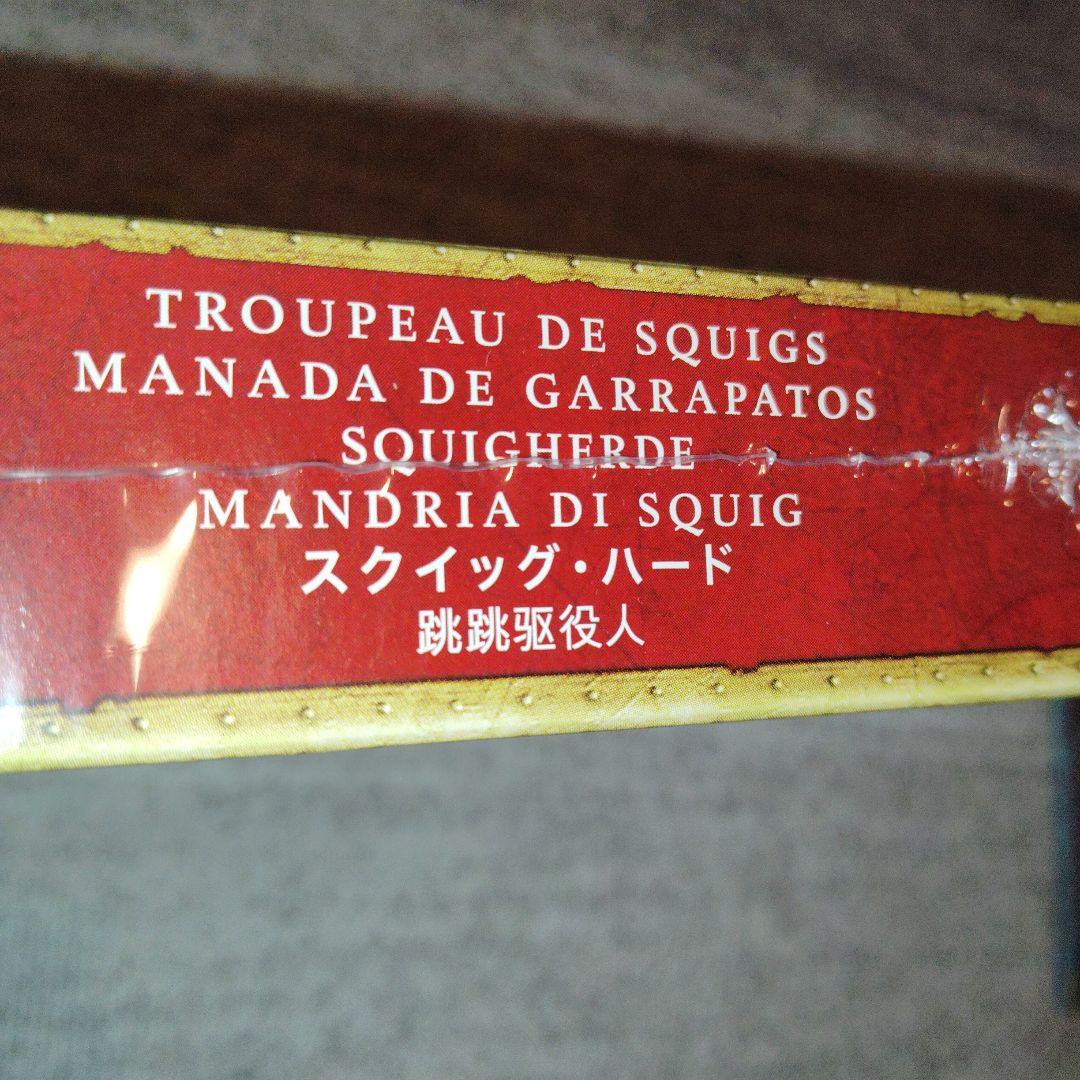 TROUPEAU DE SQUIGS
MANADA DE GARRAPATOS
SQUIGHERDE
MANDRIA DI SQUIG
スクイッグ・ハード
跳跳驱役人